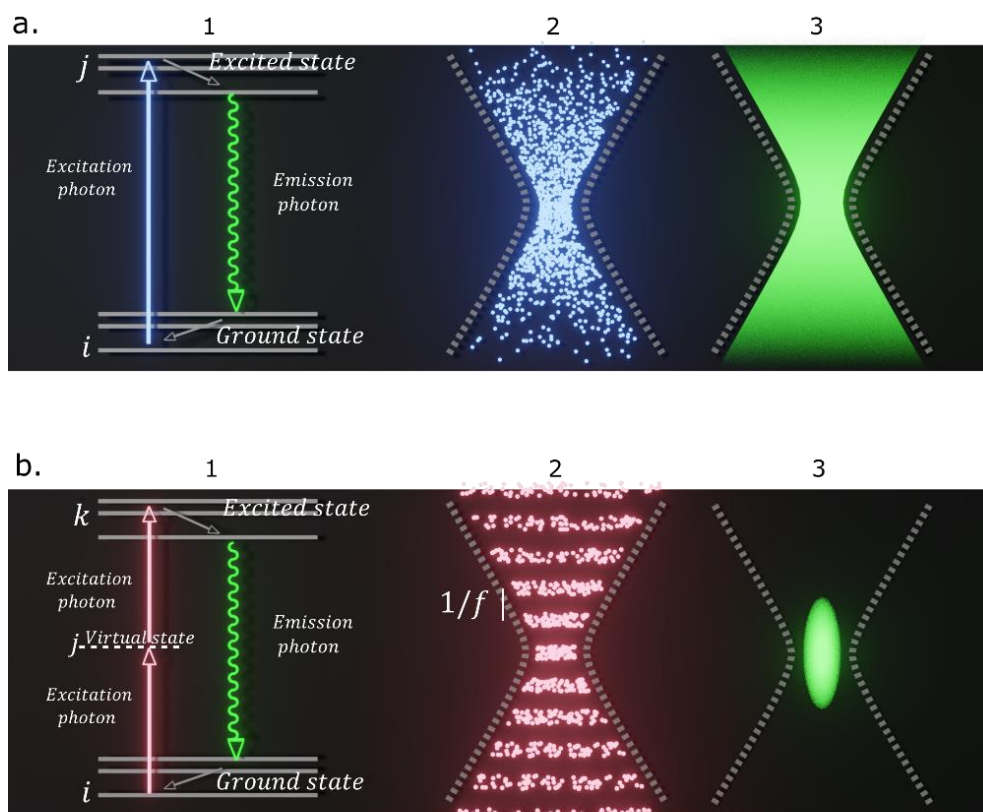 a.
1
2
3
j
Excited state
Excitation
photon
Emission
photon
Ground state
i
b.
1
2
3
k
Excited state
Excitation
photon
1/f
Emission
photon
j
Virtual state
Excitation
photon
Ground state
i